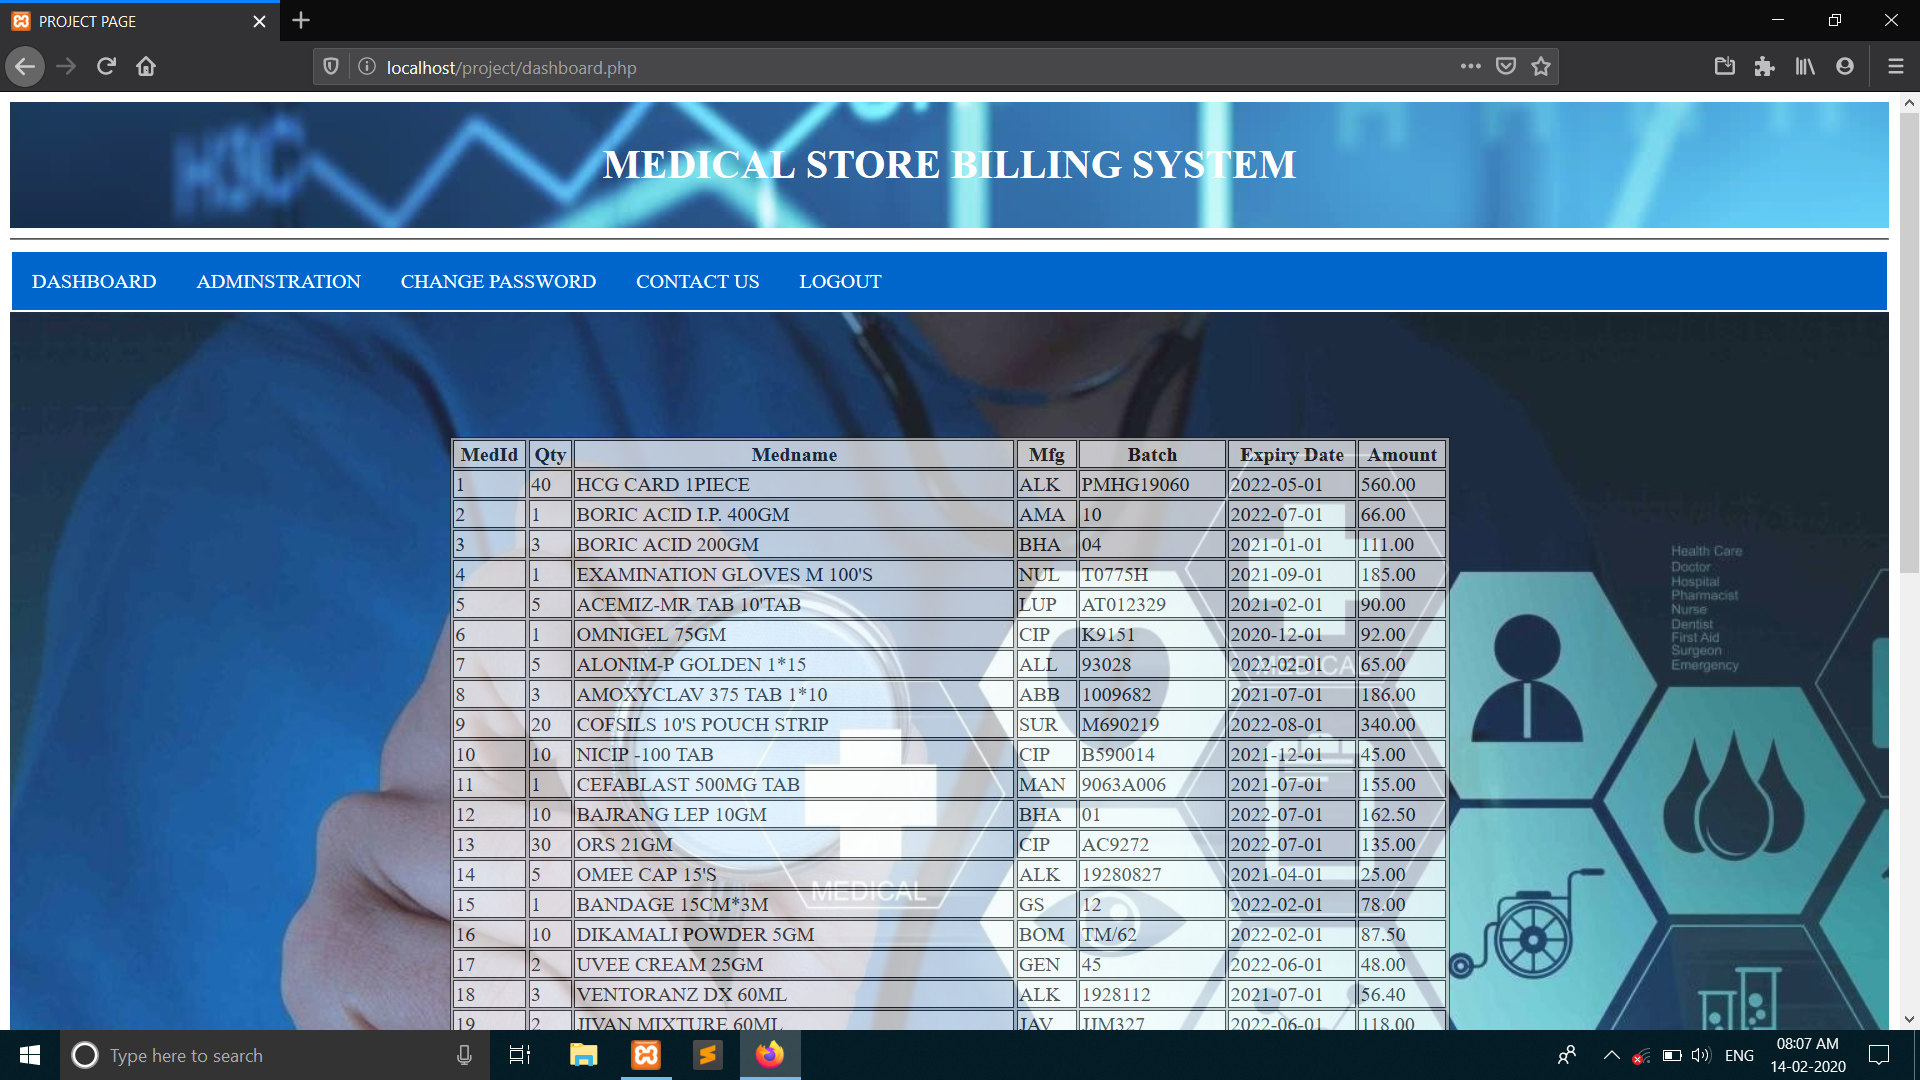 PROJECT PAGE
localhost/project/dashboard.php
H3C
MEDICAL STORE BILLING SYSTEM
DASHBOARD ADMINSTRATION CHANGE PASSWORD CONTACT US LOGOUT
MedId Qty Medname Mfg Batch Expiry Date Amount
1 40 HCG CARD 1PIECE ALK PMHG19060 2022-05-01 560.00
2 1 BORIC ACID I.P. 400GM AMA 10 2022-07-01 66.00
3 3 BORIC ACID 200GM BHA 04 2021-01-01 111.00
4 1 EXAMINATION GLOVES M 100'S NUL T0775H 2021-09-01 185.00
5 5 ACEMIZ-MR TAB 10'TAB LUP AT012329 2021-02-01 90.00
6 1 OMNIGEL 75GM CIP K9151 2020-12-01 92.00
7 5 ALONIM-P GOLDEN 1*15 ALL 93028 2022-02-01 65.00
8 3 AMOXYCLAV 375 TAB 1*10 ABB 1009682 2021-07-01 186.00
9 20 COFSILS 10'S POUCH STRIP SUR M690219 2022-08-01 340.00
10 10 NICIP -100 TAB CIP B590014 2021-12-01 45.00
11 1 CEFABLAST 500MG TAB MAN 9063A006 2021-07-01 155.00
12 10 BAJRANG LEP 10GM BHA 01 2022-07-01 162.50
13 30 ORS 21GM CIP AC9272 2022-07-01 135.00
14 5 OMEE CAP 15'S ALK 19280827 2021-04-01 25.00
15 1 BANDAGE 15CM*3M GS 12 2022-02-01 78.00
16 10 DIKAMALI POWDER 5GM BOM TM/62 2022-02-01 87.50
17 2 UVEE CREAM 25GM GEN 45 2022-06-01 48.00
18 3 VENTORANZ DX 60ML ALK 1928112 2021-07-01 56.40
19 2 JIVAN MIXTURE 60ML JAV JJM327 2022-06-01 118.00
MEDICAL
MEDICAL
Health Care
Doctor
Hospital
Pharmacist
Nurse
Dentist
First Aid
Surgeon
Emergency
Type here to search
ENG
08:07 AM
14-02-2020